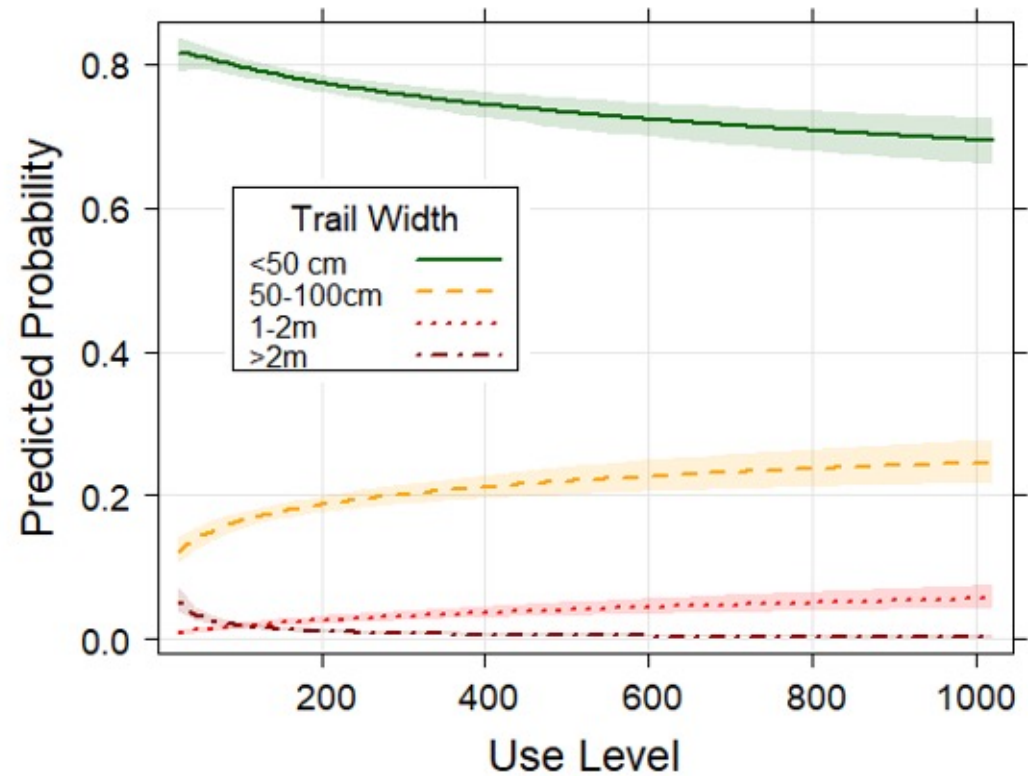 Predicted Probability
0.8
0.6
0.4
0.2
0.0
Trail Width
<50 cm
50-100cm
1-2m
>2m
200 400 600 800 1000
Use Level